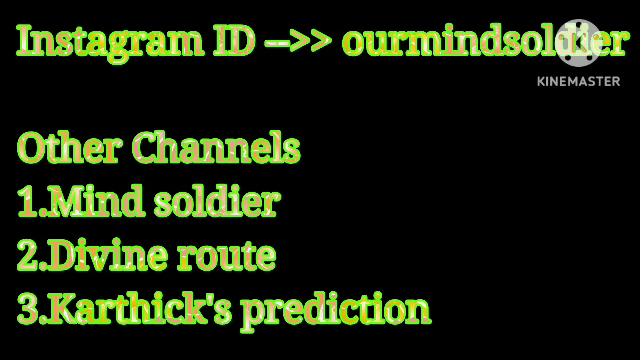 Instagram ID -->> ourmindsoldier
KINEMASTER
Other Channels
1.Mind soldier
2.Divine route
3.Karthick's prediction